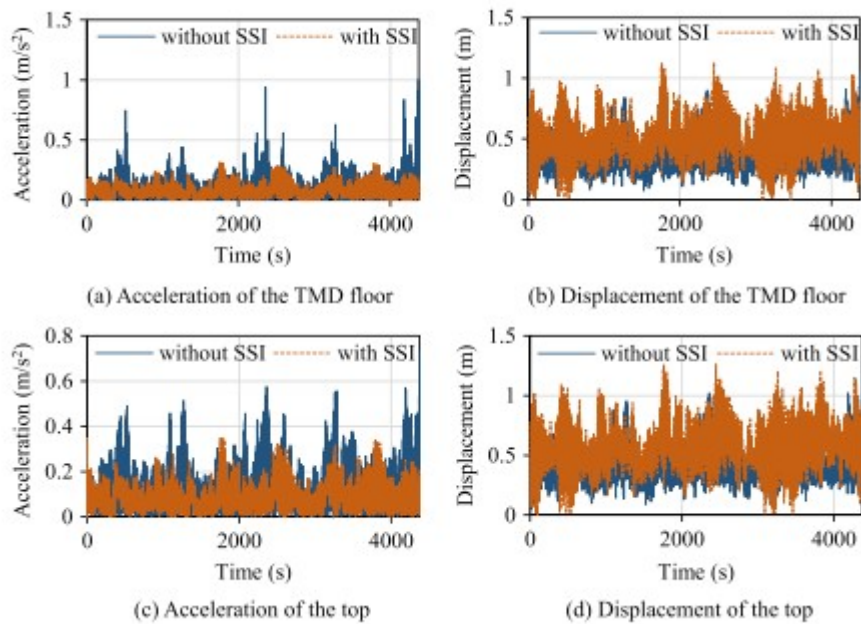 1.5
without SSI
with SSI
1
0.5
0
Acceleration (m/s²)
0
2000
4000
Time (s)
(a) Acceleration of the TMD floor
1.5
without SSI
with SSI
1
0.5
0
Displacement (m)
0
2000
4000
Time (s)
(b) Displacement of the TMD floor
0.8
without SSI
with SSI
0.6
0.4
0.2
0
Acceleration (m/s²)
0
2000
4000
Time (s)
(c) Acceleration of the top
1.5
without SSI
with SSI
1
0.5
0
Displacement (m)
0
2000
4000
Time (s)
(d) Displacement of the top